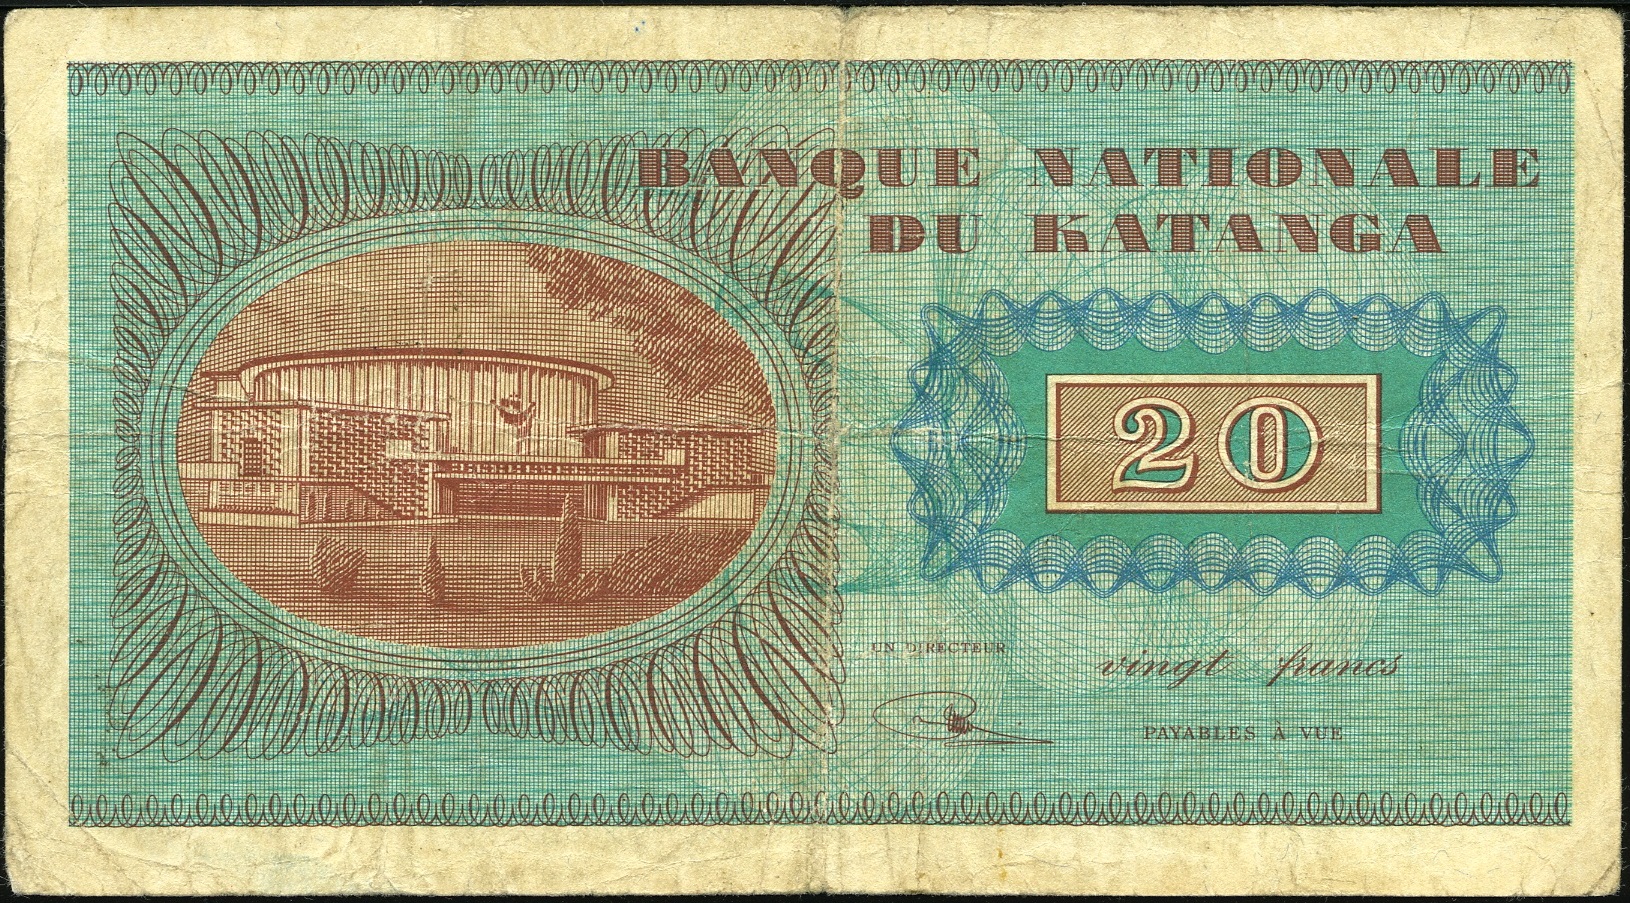 BANQUE NATIONALE
DU KATANGA
20
UN DIRECTEUR
vingt francs
PAYABLES À VUE